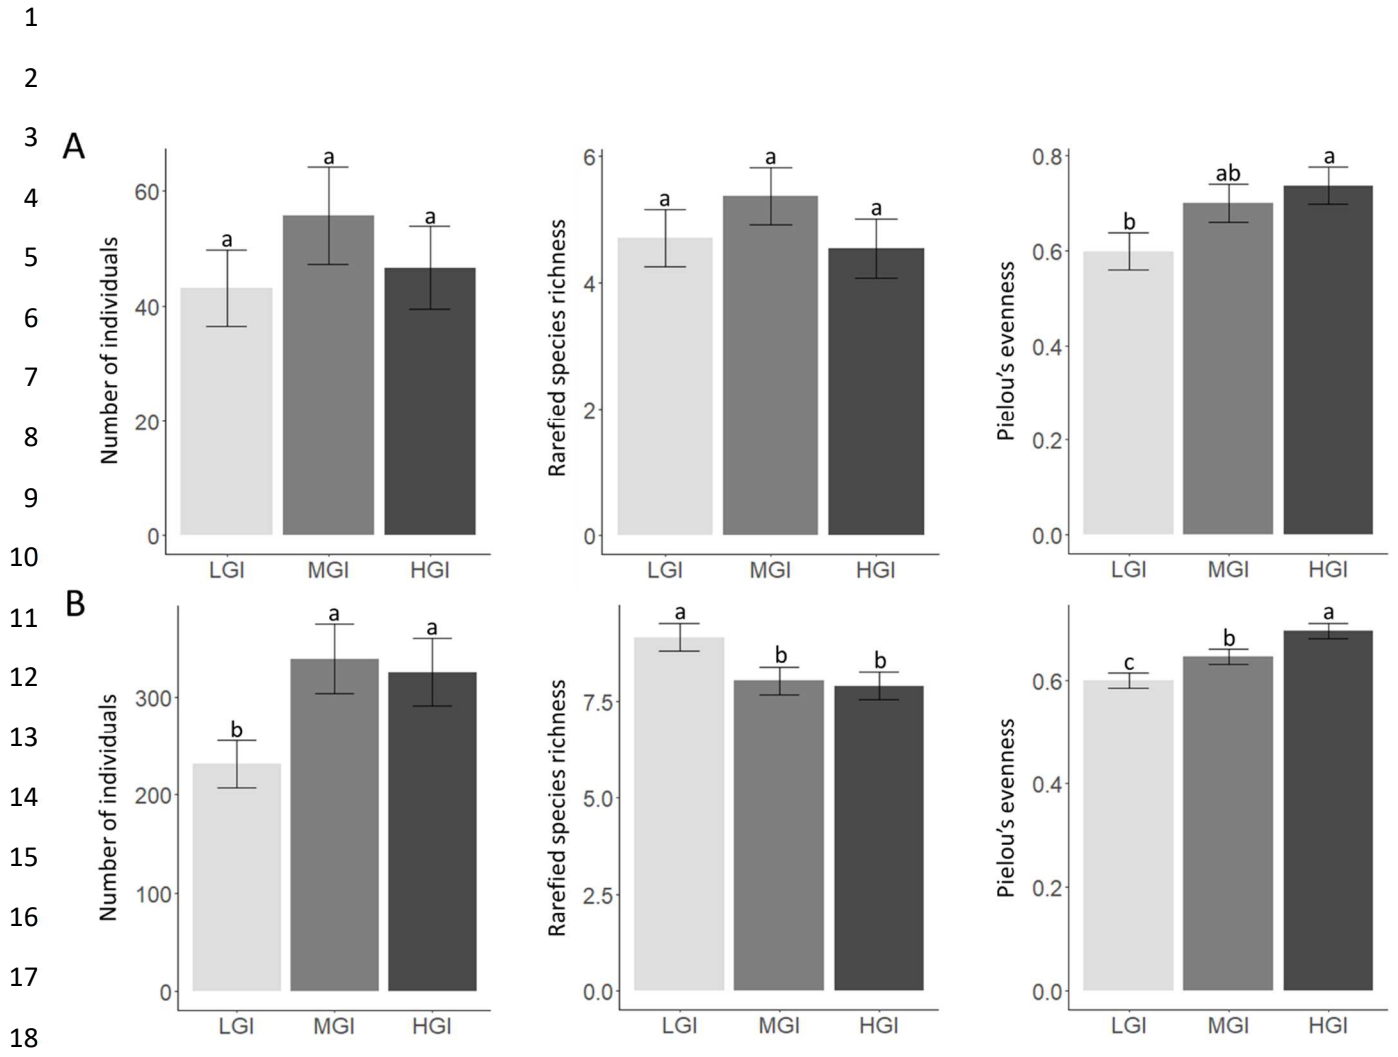 1
2
3
A
4
5
6
7
8
9
10
11
12
13
14
15
16
17
18
Number of individuals
60
40
20
0
a
a
a
LGI MGI HGI
Rarefied species richness
6
4
2
0
a
a
a
LGI MGI HGI
Pielou's evenness
0.8
0.6
0.4
0.2
0.0
b
ab
a
LGI MGI HGI
B
Number of individuals
300
200
100
0
b
a
a
LGI MGI HGI
Rarefied species richness
7.5
5.0
2.5
0.0
a
b
b
LGI MGI HGI
Pielou's evenness
0.6
0.4
0.2
0.0
c
b
a
LGI MGI HGI